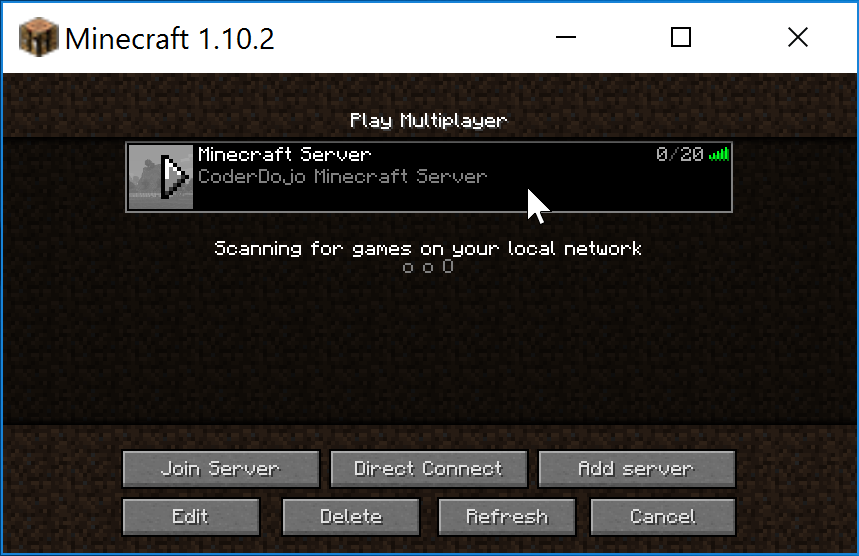 Minecraft 1.10.2
Play Multiplayer
Minecraft Server 0/20
CoderDojo Minecraft Server
Scanning for games on your local network
o o O
Join Server Direct Connect Add server
Edit Delete Refresh Cancel